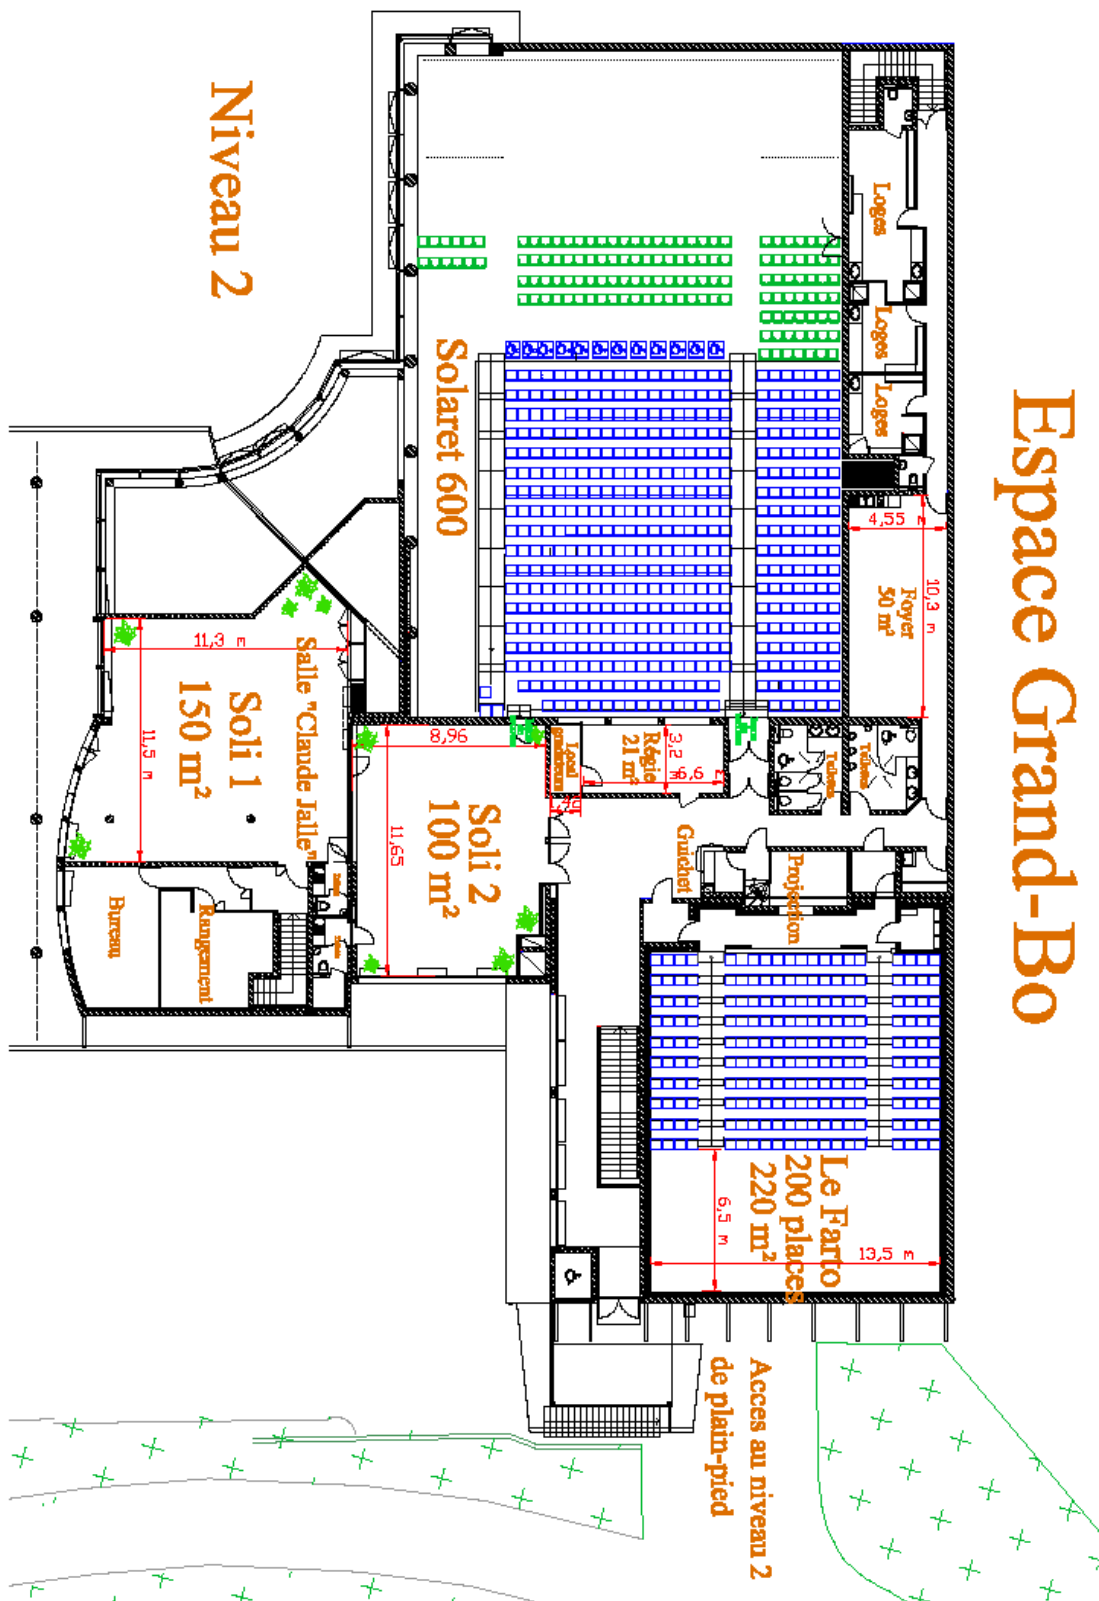 Espace Grand-Bo
Niveau 2
Loges
Loges
Loges
Solaret 600
4,55 m
10,3 m
Foyer
50 m²
11,3 m
11,5 m
Salle "Claude Jalle"
Soli 1
150 m²
8,96
11,65
Soli 2
100 m²
Local
Régie
21 m²
3,2 m
6,6
Toilettes
Toilettes
Guichet
Projection
Bureau
Rangement
Le Farto
200 places
220 m²
6,5 m
13,5 m
Acces au niveau 2
de plain-pied